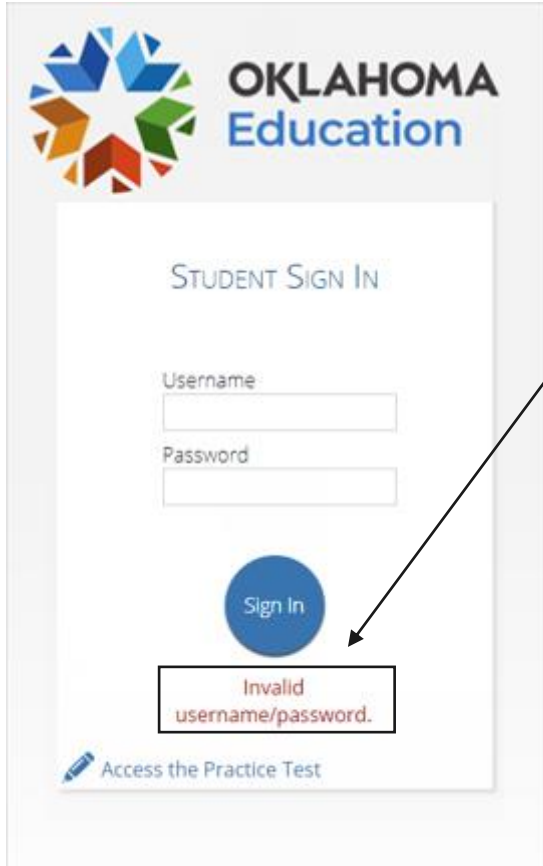 OKLAHOMA
Education
STUDENT SIGN IN
Username
Password
Sign In
Invalid
username/password.
Access the Practice Test